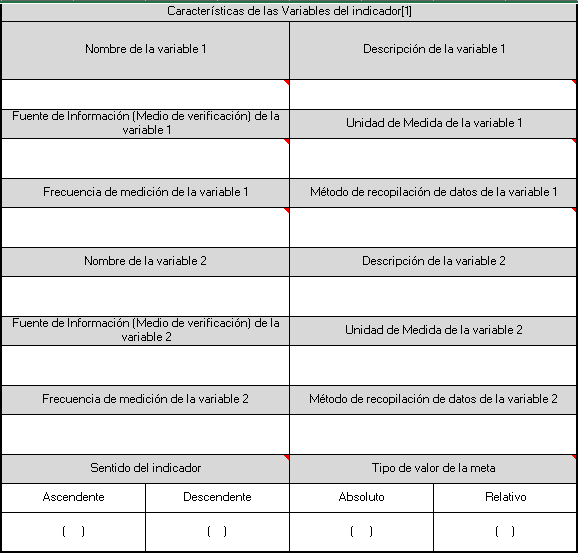 Características de las Variables del indicador[1]
Nombre de la variable 1
Descripción de la variable 1
Fuente de Información (Medio de verificación) de la
variable 1
Unidad de Medida de la variable 1
Frecuencia de medición de la variable 1
Método de recopilación de datos de la variable 1
Nombre de la variable 2
Descripción de la variable 2
Fuente de Información (Medio de verificación) de la
variable 2
Unidad de Medida de la variable 2
Frecuencia de medición de la variable 2
Método de recopilación de datos de la variable 2
Sentido del indicador
Tipo de valor de la meta
Ascendente
Descendente
Absoluto
Relativo
( )
( )
( )
( )